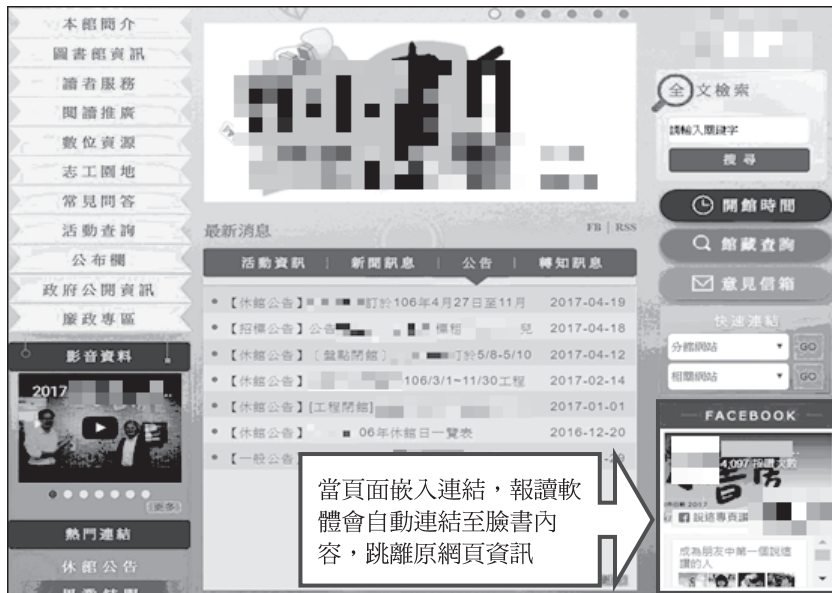 本館簡介
圖書館資訊
讀者服務
閱讀推廣
數位資源
志工園地
常見問答
活動查詢
公布欄
政府公開資訊
廉政專區
影音資料
2017
(更多)
熱門連結
休館公告
最新消息
FB | RSS
活動資訊 | 新聞訊息 | 公告 | 轉知訊息
【休館公告】 訂於106年4月27日至11月 2017-04-19
【招標公告】公告 標租 兒 2017-04-18
【休館公告】〔盤點閉館〕 訂於5/8-5/10 2017-04-12
【休館公告】 106/3/1~11/30工程 2017-02-14
【休館公告】[工程閉館] 2017-01-01
【休館公告】 06年休館日一覽表 2016-12-20
【一般公告】 -29
當頁面嵌入連結，報讀軟
體會自動連結至臉書內
容，跳離原網頁資訊
全文檢索
請輸入關鍵字
搜尋
開館時間
館藏查詢
意見信箱
快速連結
分館網站 GO
相關網站 GO
FACEBOOK
4,097 按讚次數
書房
說這專頁讚
成為朋友中第一個說這
讚的人